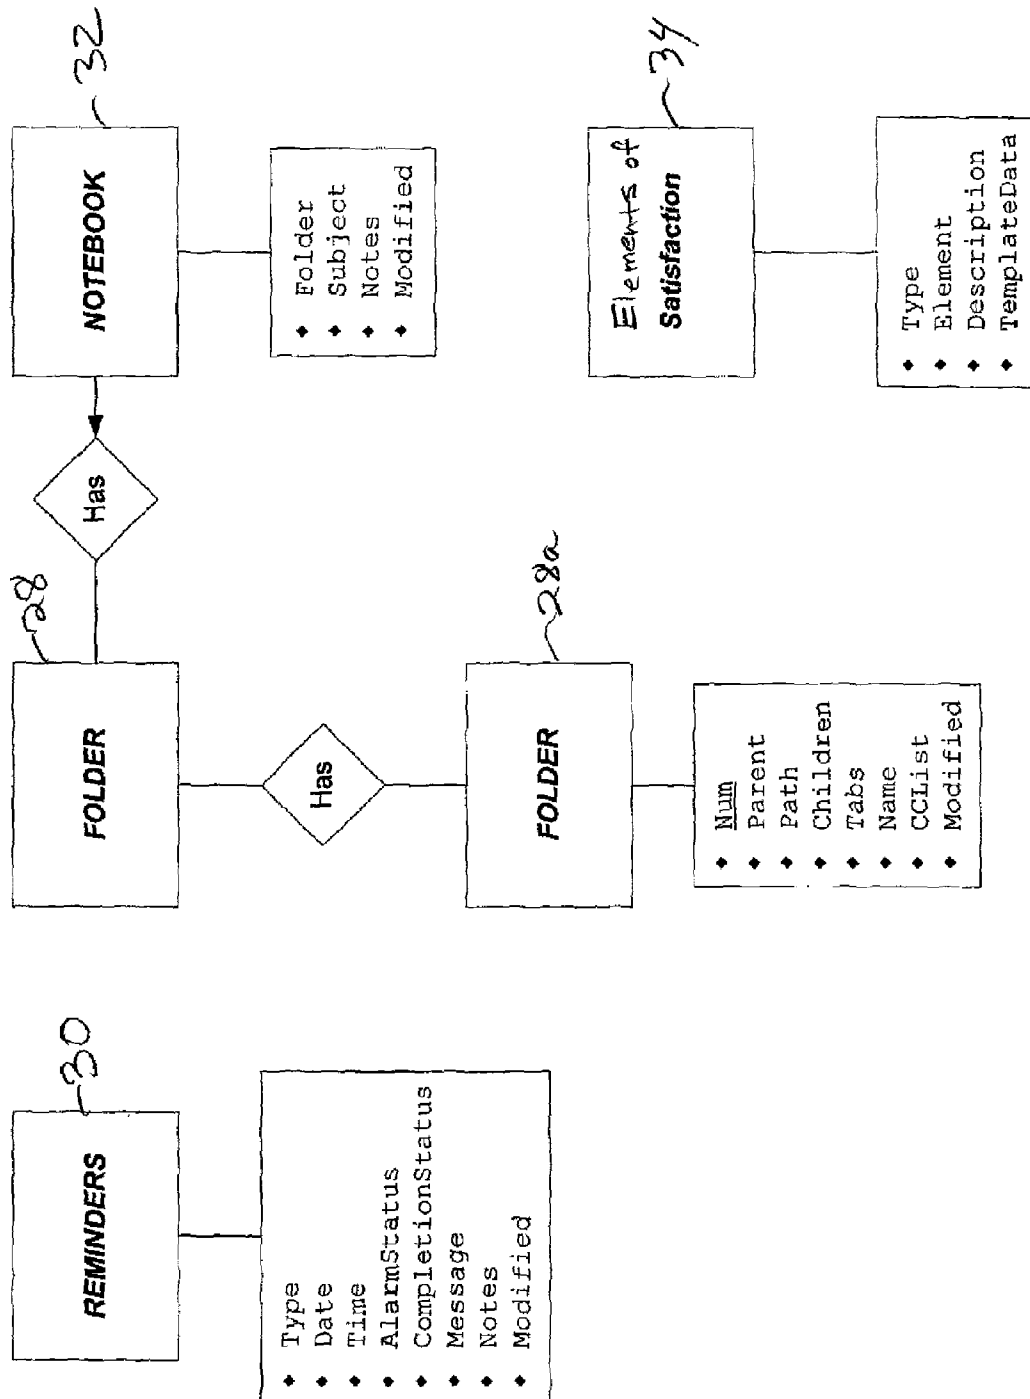 REMINDERS
30
Type
Date
Time
AlarmStatus
CompletionStatus
Message
Notes
Modified
FOLDER
28
Has
NOTEBOOK
32
Folder
Subject
Notes
Modified
Has
FOLDER
28a
Num
Parent
Path
Children
Tabs
Name
CCList
Modified
Elements of
Satisfaction
34
Type
Element
Description
TemplateData